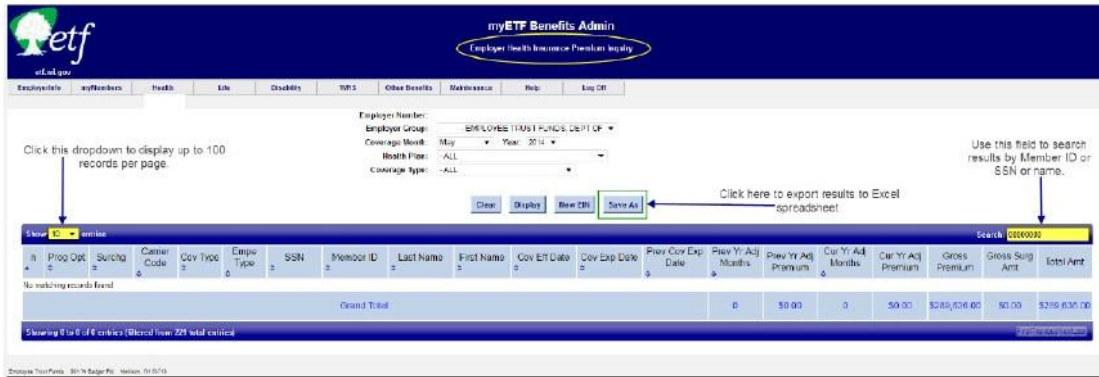 etf
etf.wi.gov
myETF Benefits Admin
Employer Health Insurance Premium Inquiry
EmployerInfo myMembers Health Life Disability WRS Other Benefits Maintenance Help Log Off
Employer Number:
Employer Group: EMPLOYEE TRUST FUNDS, DEPT OF
Coverage Month: May Year: 2014
Health Plan: -ALL
Coverage Type: -ALL
Click this dropdown to display up to 100
records per page.
Use this field to search
results by Member ID or
SSN or name.
Clear Display New EIN Save As
Click here to export results to Excel
spreadsheet.
Show 10 entries Search: 00000000
n Prog Opt Surchg Carrier Code Cov Type Empe Type SSN Member ID Last Name First Name Cov Eff Date Cov Exp Date Prev Cov Exp Date Prev Yr Adj Months Prev Yr Adj Premium Cur Yr Adj Months Cur Yr Adj Premium Gross Premium Gross Surg Amt Total Amt
No matching records found
Grand Total 0 $0.00 0 $0.00 $0.00
Showing 0 to 0 of 0 entries (filtered from 221 total entries)
Employee Trust Funds